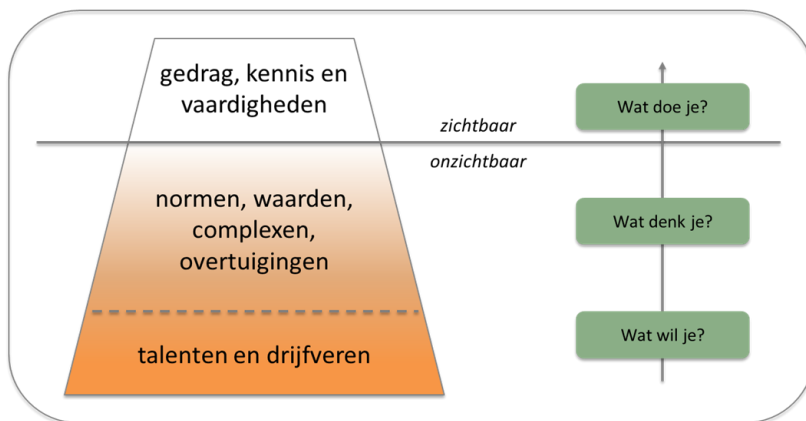 gedrag, kennis en
vaardigheden
zichtbaar
onzichtbaar
normen, waarden,
complexen,
overtuigingen
talenten en drijfveren
Wat doe je?
Wat denk je?
Wat wil je?